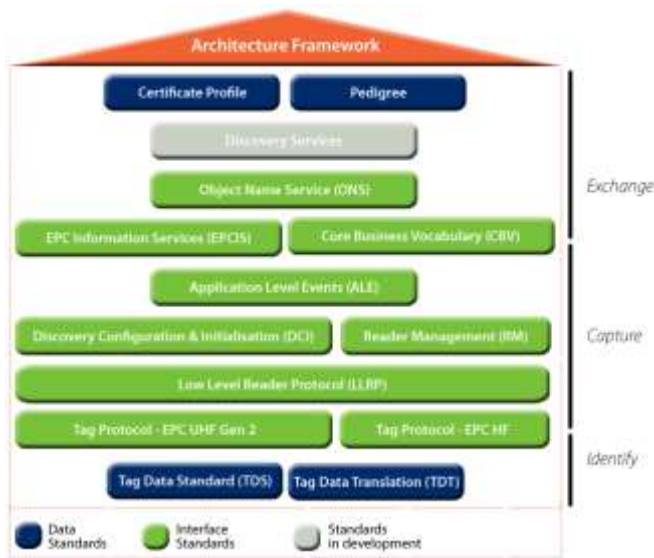 Architecture Framework
Certificate Profile Pedigree
Discovery Services
Object Name Service (ONS)
EPC Information Services (EPCIS) Core Business Vocabulary (CBV)
Exchange
Application Level Events (ALE)
Discovery Configuration & Initialisation (DCI) Reader Management (RM)
Capture
Low Level Reader Protocol (LLRP)
Tag Protocol - EPC UHF Gen 2 Tag Protocol - EPC HF
Identify
Tag Data Standard (TDS) Tag Data Translation (TDT)
Data Standards
Interface Standards
Standards in development